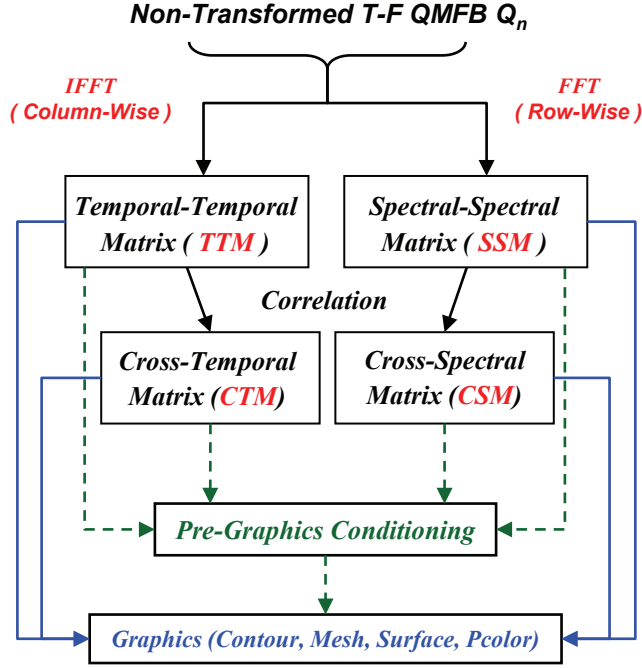 Non-Transformed T-F QMFB Qn
IFFT
( Column-Wise )
FFT
( Row-Wise )
Temporal-Temporal
Matrix ( TTM )
Spectral-Spectral
Matrix ( SSM )
Correlation
Cross-Temporal
Matrix (CTM)
Cross-Spectral
Matrix (CSM)
Pre-Graphics Conditioning
Graphics (Contour, Mesh, Surface, Pcolor)